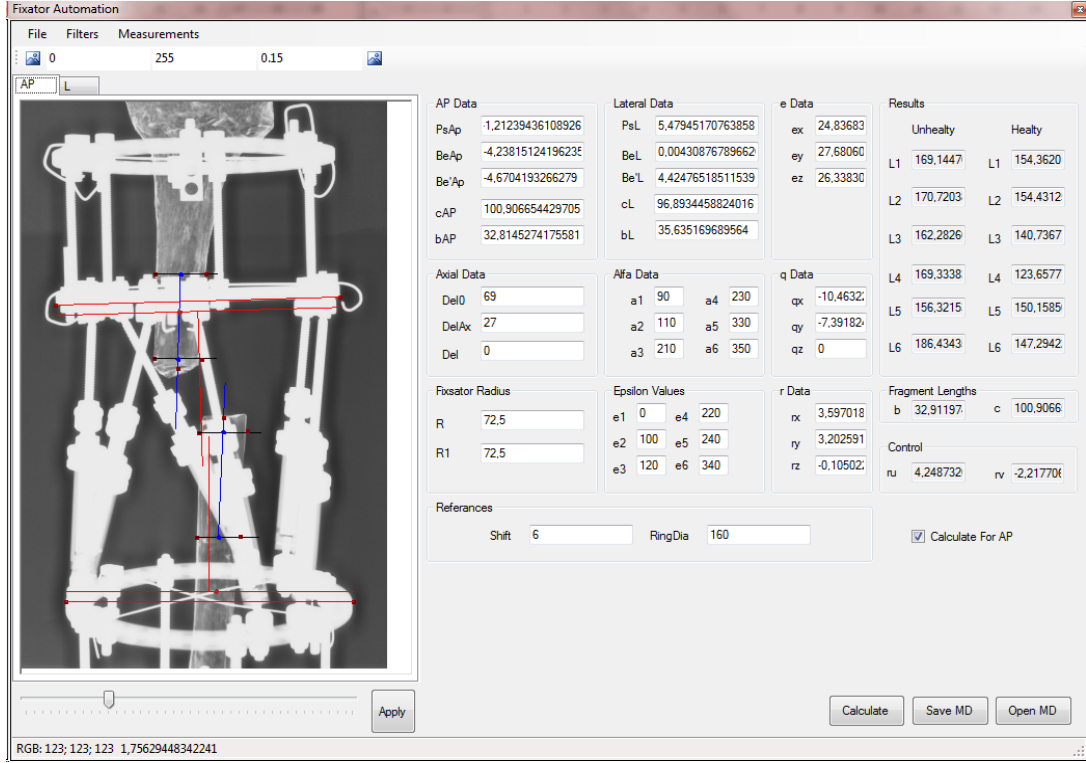 Fixator Automation
File Filters Measurements
0 255 0.15
AP L
AP Data
PsAp -1,21239436108926
BeAp -4,23815124196235
Be'Ap -4,6704193266279
cAP 100,906654429705
bAP 32,8145274175581
Lateral Data
PsL 5,47945170763858
BeL 0,00430876789662
Be'L 4,42476518511539
cL 96,8934458824016
bL 35,635169689564
e Data
ex 24,83683
ey 27,68060
ez 26,33830
Results
Unhealty Healty
L1 169,1447 L1 154,3620
L2 170,7203 L2 154,4312
L3 162,2826 L3 140,7367
L4 169,3338 L4 123,6577
L5 156,3215 L5 150,1585
L6 186,4343 L6 147,2942
Axial Data
Del0 69
DelAx 27
Del 0
Alfa Data
a1 90 a4 230
a2 110 a5 330
a3 210 a6 350
q Data
qx -10,4632
qy -7,391824
qz 0
Fixsator Radius
R 72,5
R1 72,5
Epsilon Values
e1 0 e4 220
e2 100 e5 240
e3 120 e6 340
r Data
rx 3,597018
ry 3,202591
rz -0,10502
Fragment Lengths
b 32,91197 c 100,9066
Control
ru 4,248732 rv -2,21770
Referances
Shift 6 RingDia 160
Calculate For AP
Apply
Calculate Save MD Open MD
RGB: 123; 123; 123 1,75629448342241